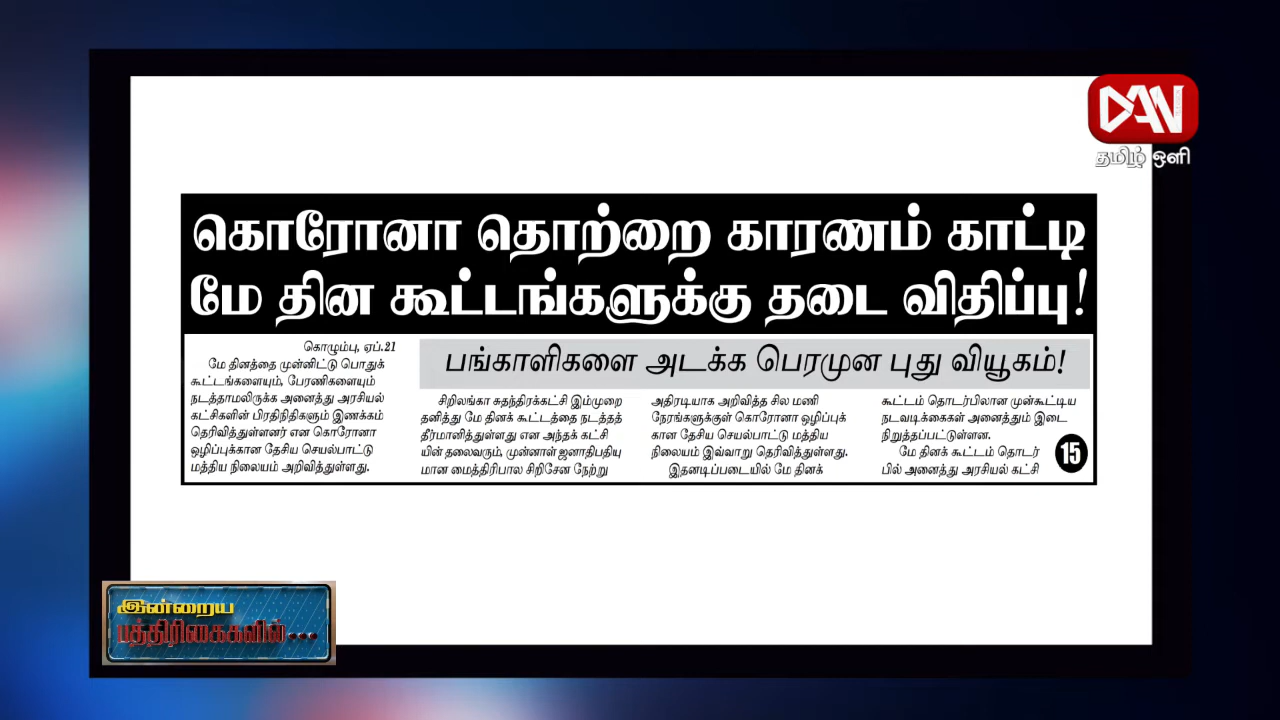 DAN
தமிழ் ஒளி
கொரோனா தொற்றை காரணம் காட்டி
மே தின கூட்டங்களுக்கு தடை விதிப்பு!
பங்காளிகளை அடக்க பெரமுன புது வியூகம்!
கொழும்பு, ஏப்.21
மே தினத்தை முன்னிட்டு பொதுக்
கூட்டங்களையும், பேரணிகளையும்
நடத்தாமலிருக்க அனைத்து அரசியல்
கட்சிகளின் பிரதிநிதிகளும் இணக்கம்
தெரிவித்துள்ளனர் என கொரோனா
ஒழிப்புக்கான தேசிய செயல்பாட்டு
மத்திய நிலையம் அறிவித்துள்ளது.
சிறிலங்கா சுதந்திரக்கட்சி இம்முறை
தனித்து மே தினக் கூட்டத்தை நடத்தத்
தீர்மானித்துள்ளது என அந்தக் கட்சி
யின் தலைவரும், முன்னாள் ஜனாதிபதியு
மான மைத்திரிபால சிறிசேன நேற்று
அதிரடியாக அறிவித்த சில மணி
நேரங்களுக்குள் கொரோனா ஒழிப்புக்
கான தேசிய செயல்பாட்டு மத்திய
நிலையம் இவ்வாறு தெரிவித்துள்ளது.
இதனடிப்படையில் மே தினக்
கூட்டம் தொடர்பிலான முன்கூட்டிய
நடவடிக்கைகள் அனைத்தும் இடை
நிறுத்தப்பட்டுள்ளன.
மே தினக் கூட்டம் தொடர்
பில் அனைத்து அரசியல் கட்சி
15
இன்றைய
பத்திரிகைகளில்...